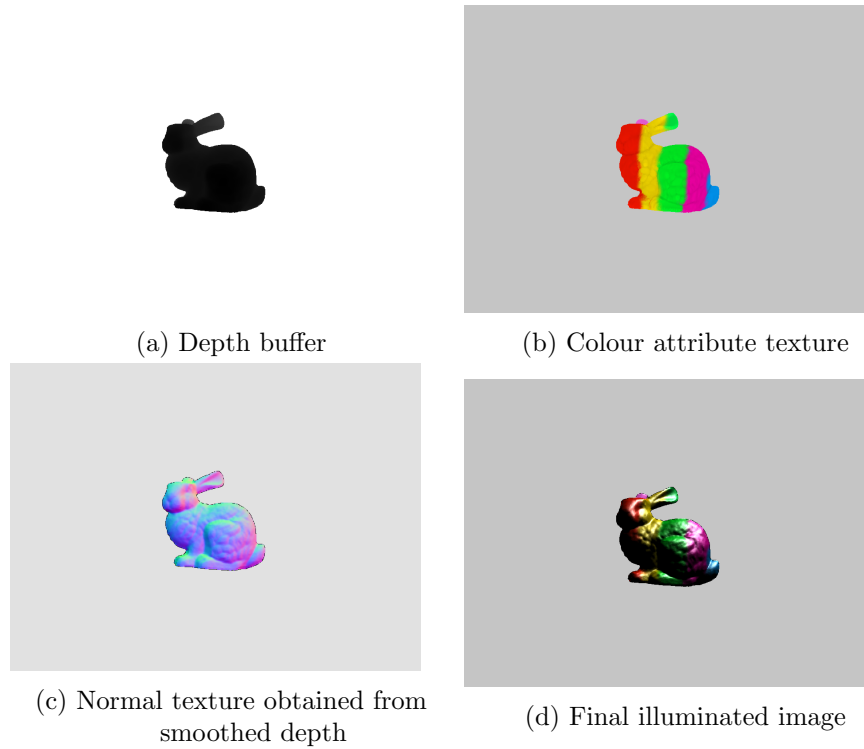 (a) Depth buffer
(b) Colour attribute texture
(c) Normal texture obtained from
smoothed depth
(d) Final illuminated image